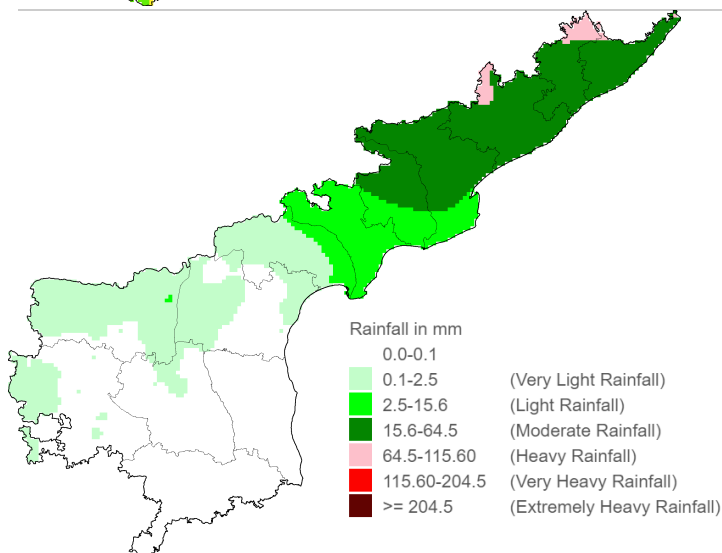 Rainfall in mm
0.0-0.1
0.1-2.5 (Very Light Rainfall)
2.5-15.6 (Light Rainfall)
15.6-64.5 (Moderate Rainfall)
64.5-115.60 (Heavy Rainfall)
115.60-204.5 (Very Heavy Rainfall)
>= 204.5 (Extremely Heavy Rainfall)